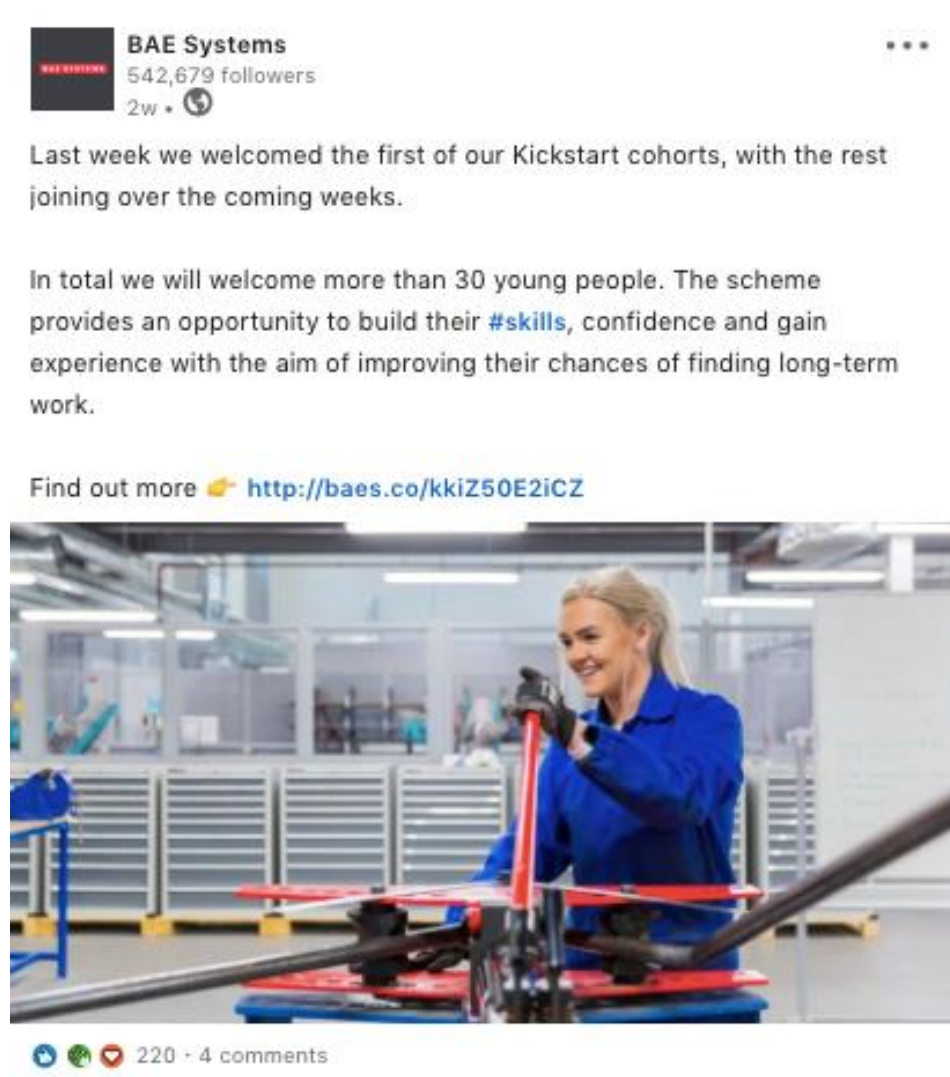 BAE SYSTEMS
BAE Systems
542,679 followers
2w •
Last week we welcomed the first of our Kickstart cohorts, with the rest
joining over the coming weeks.
In total we will welcome more than 30 young people. The scheme
provides an opportunity to build their #skills, confidence and gain
experience with the aim of improving their chances of finding long-term
work.
Find out more 👉 http://baes.co/kkiZ50E2iCZ
220 · 4 comments